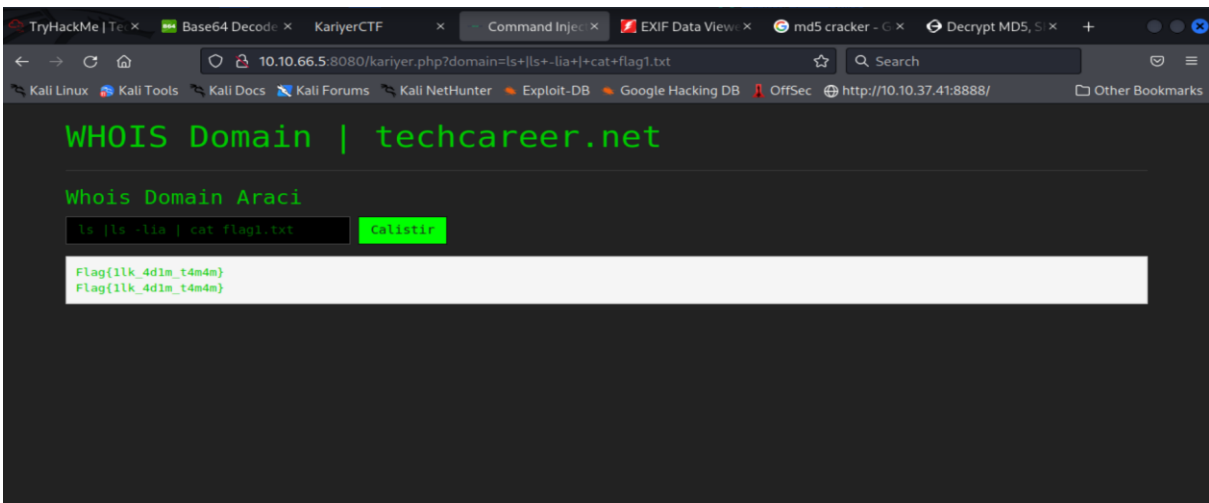 TryHackMe | Te
Base64 Decode
KariyerCTF
Command Inject
EXIF Data Viewe
md5 cracker - G
Decrypt MD5, S
10.10.66.5:8080/kariyer.php?domain=ls+|ls+-lia+|+cat+flag1.txt
Search
Kali Linux Kali Tools Kali Docs Kali Forums Kali NetHunter Exploit-DB Google Hacking DB OffSec http://10.10.37.41:8888/ Other Bookmarks
WHOIS Domain | techcareer.net
Whois Domain Araci
ls |ls -lia | cat flag1.txt
Calistir
Flag{1lk_4d1m_t4m4m}
Flag{1lk_4d1m_t4m4m}